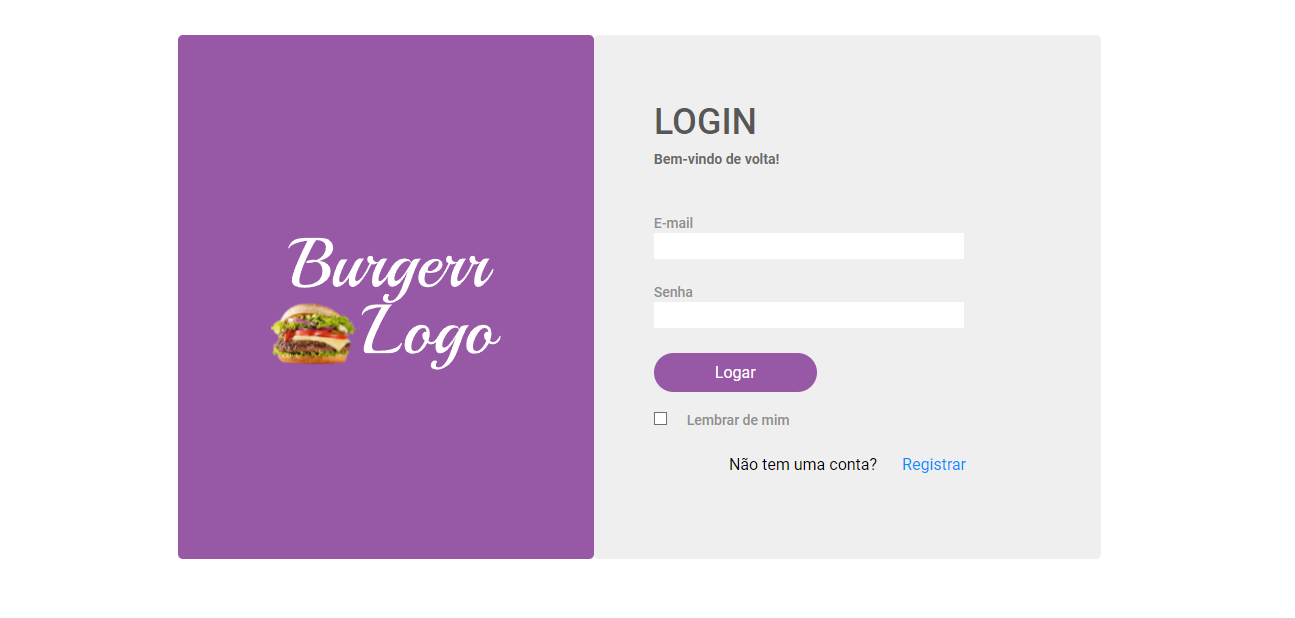 Burgerr
Logo
LOGIN
Bem-vindo de volta!
E-mail
Senha
Logar
Lembrar de mim
Não tem uma conta? Registrar